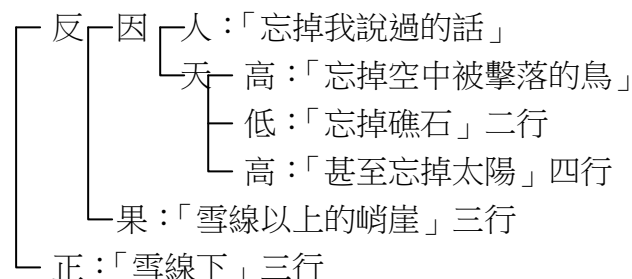 反 因 人：「忘掉我說過的話」
天 高：「忘掉空中被擊落的鳥」
低：「忘掉礁石」二行
高：「甚至忘掉太陽」四行
果：「雪線以上的峭崖」三行
正：「雪線下」三行